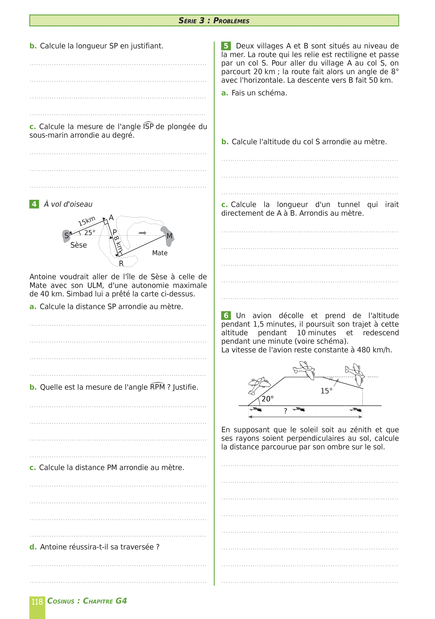 Série 3 : Problèmes
b. Calcule la longueur SP en justifiant.
c. Calcule la mesure de l'angle ISP de plongée du
sous-marin arrondie au degré.
4 À vol d'oiseau
15km
A
S
25°
P
M
8 km
Sèse
Mate
R
Antoine voudrait aller de l'île de Sèse à celle de
Mate avec son ULM, d'une autonomie maximale
de 40 km. Simbad lui a prêté la carte ci-dessus.
a. Calcule la distance SP arrondie au mètre.
b. Quelle est la mesure de l'angle RPM ? Justifie.
c. Calcule la distance PM arrondie au mètre.
d. Antoine réussira-t-il sa traversée ?
5 Deux villages A et B sont situés au niveau de
la mer. La route qui les relie est rectiligne et passe
par un col S. Pour aller du village A au col S, on
parcourt 20 km ; la route fait alors un angle de 8°
avec l'horizontale. La descente vers B fait 50 km.
a. Fais un schéma.
b. Calcule l'altitude du col S arrondie au mètre.
c. Calcule la longueur d'un tunnel qui irait
directement de A à B. Arrondis au mètre.
6 Un avion décolle et prend de l'altitude
pendant 1,5 minutes, il poursuit son trajet à cette
altitude pendant 10 minutes et redescend
pendant une minute (voire schéma).
La vitesse de l'avion reste constante à 480 km/h.
20°
15°
?
En supposant que le soleil soit au zénith et que
ses rayons soient perpendiculaires au sol, calcule
la distance parcourue par son ombre sur le sol.
118 Cosinus : Chapitre G4